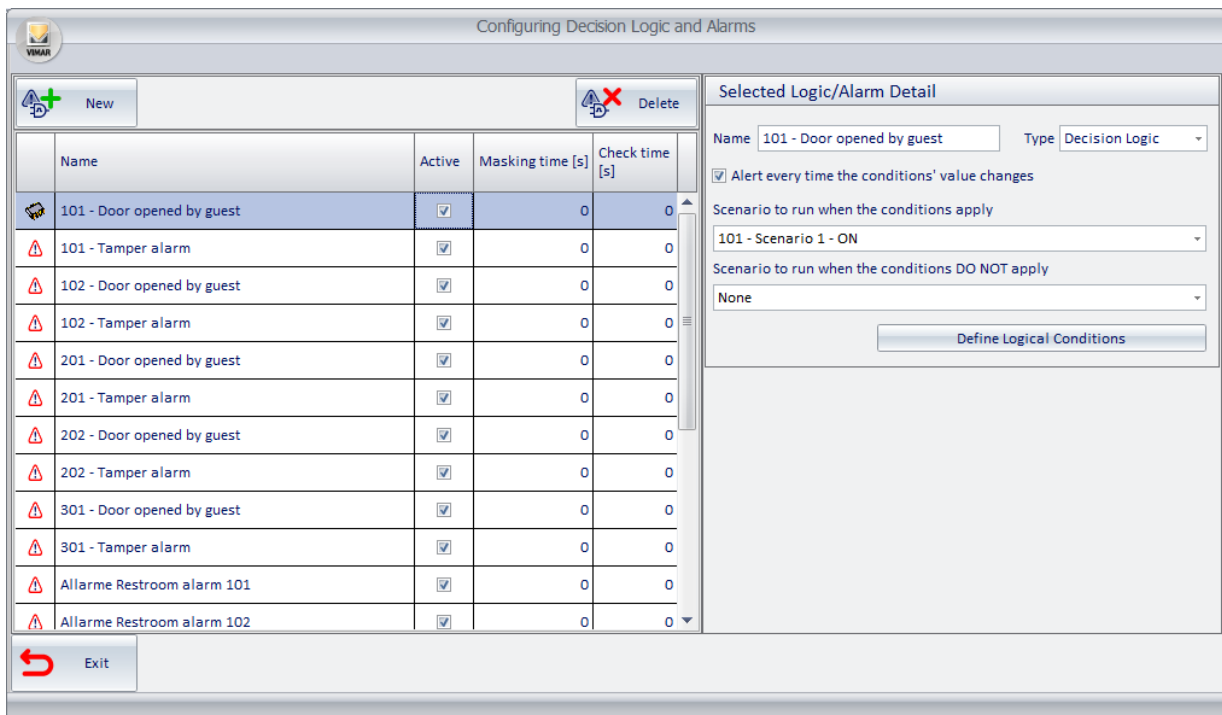 Configuring Decision Logic and Alarms
VIMAR
New
Delete
Name Active Masking time [s] Check time
[s]
101 - Door opened by guest 0 0
101 - Tamper alarm 0 0
102 - Door opened by guest 0 0
102 - Tamper alarm 0 0
201 - Door opened by guest 0 0
201 - Tamper alarm 0 0
202 - Door opened by guest 0 0
202 - Tamper alarm 0 0
301 - Door opened by guest 0 0
301 - Tamper alarm 0 0
Allarme Restroom alarm 101 0 0
Allarme Restroom alarm 102 0 0
Selected Logic/Alarm Detail
Name 101 - Door opened by guest Type Decision Logic
Alert every time the conditions' value changes
Scenario to run when the conditions apply
101 - Scenario 1 - ON
Scenario to run when the conditions DO NOT apply
None
Define Logical Conditions
Exit